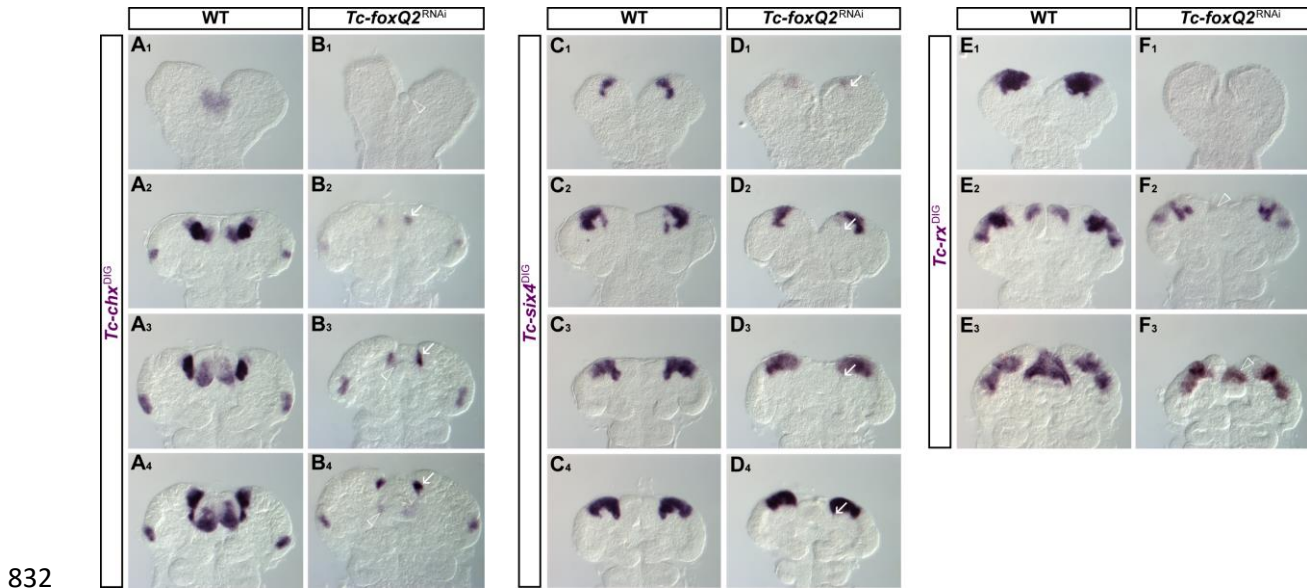 WT Tc-foxQ2RNAi WT Tc-foxQ2RNAi WT Tc-foxQ2RNAi
A1 B1 C1 D1 E1 F1
A2 B2 C2 D2 E2 F2
A3 B3 C3 D3 E3 F3
A4 B4 C4 D4
Tc-chxDIG
Tc-six4DIG
Tc-rxDIG
832